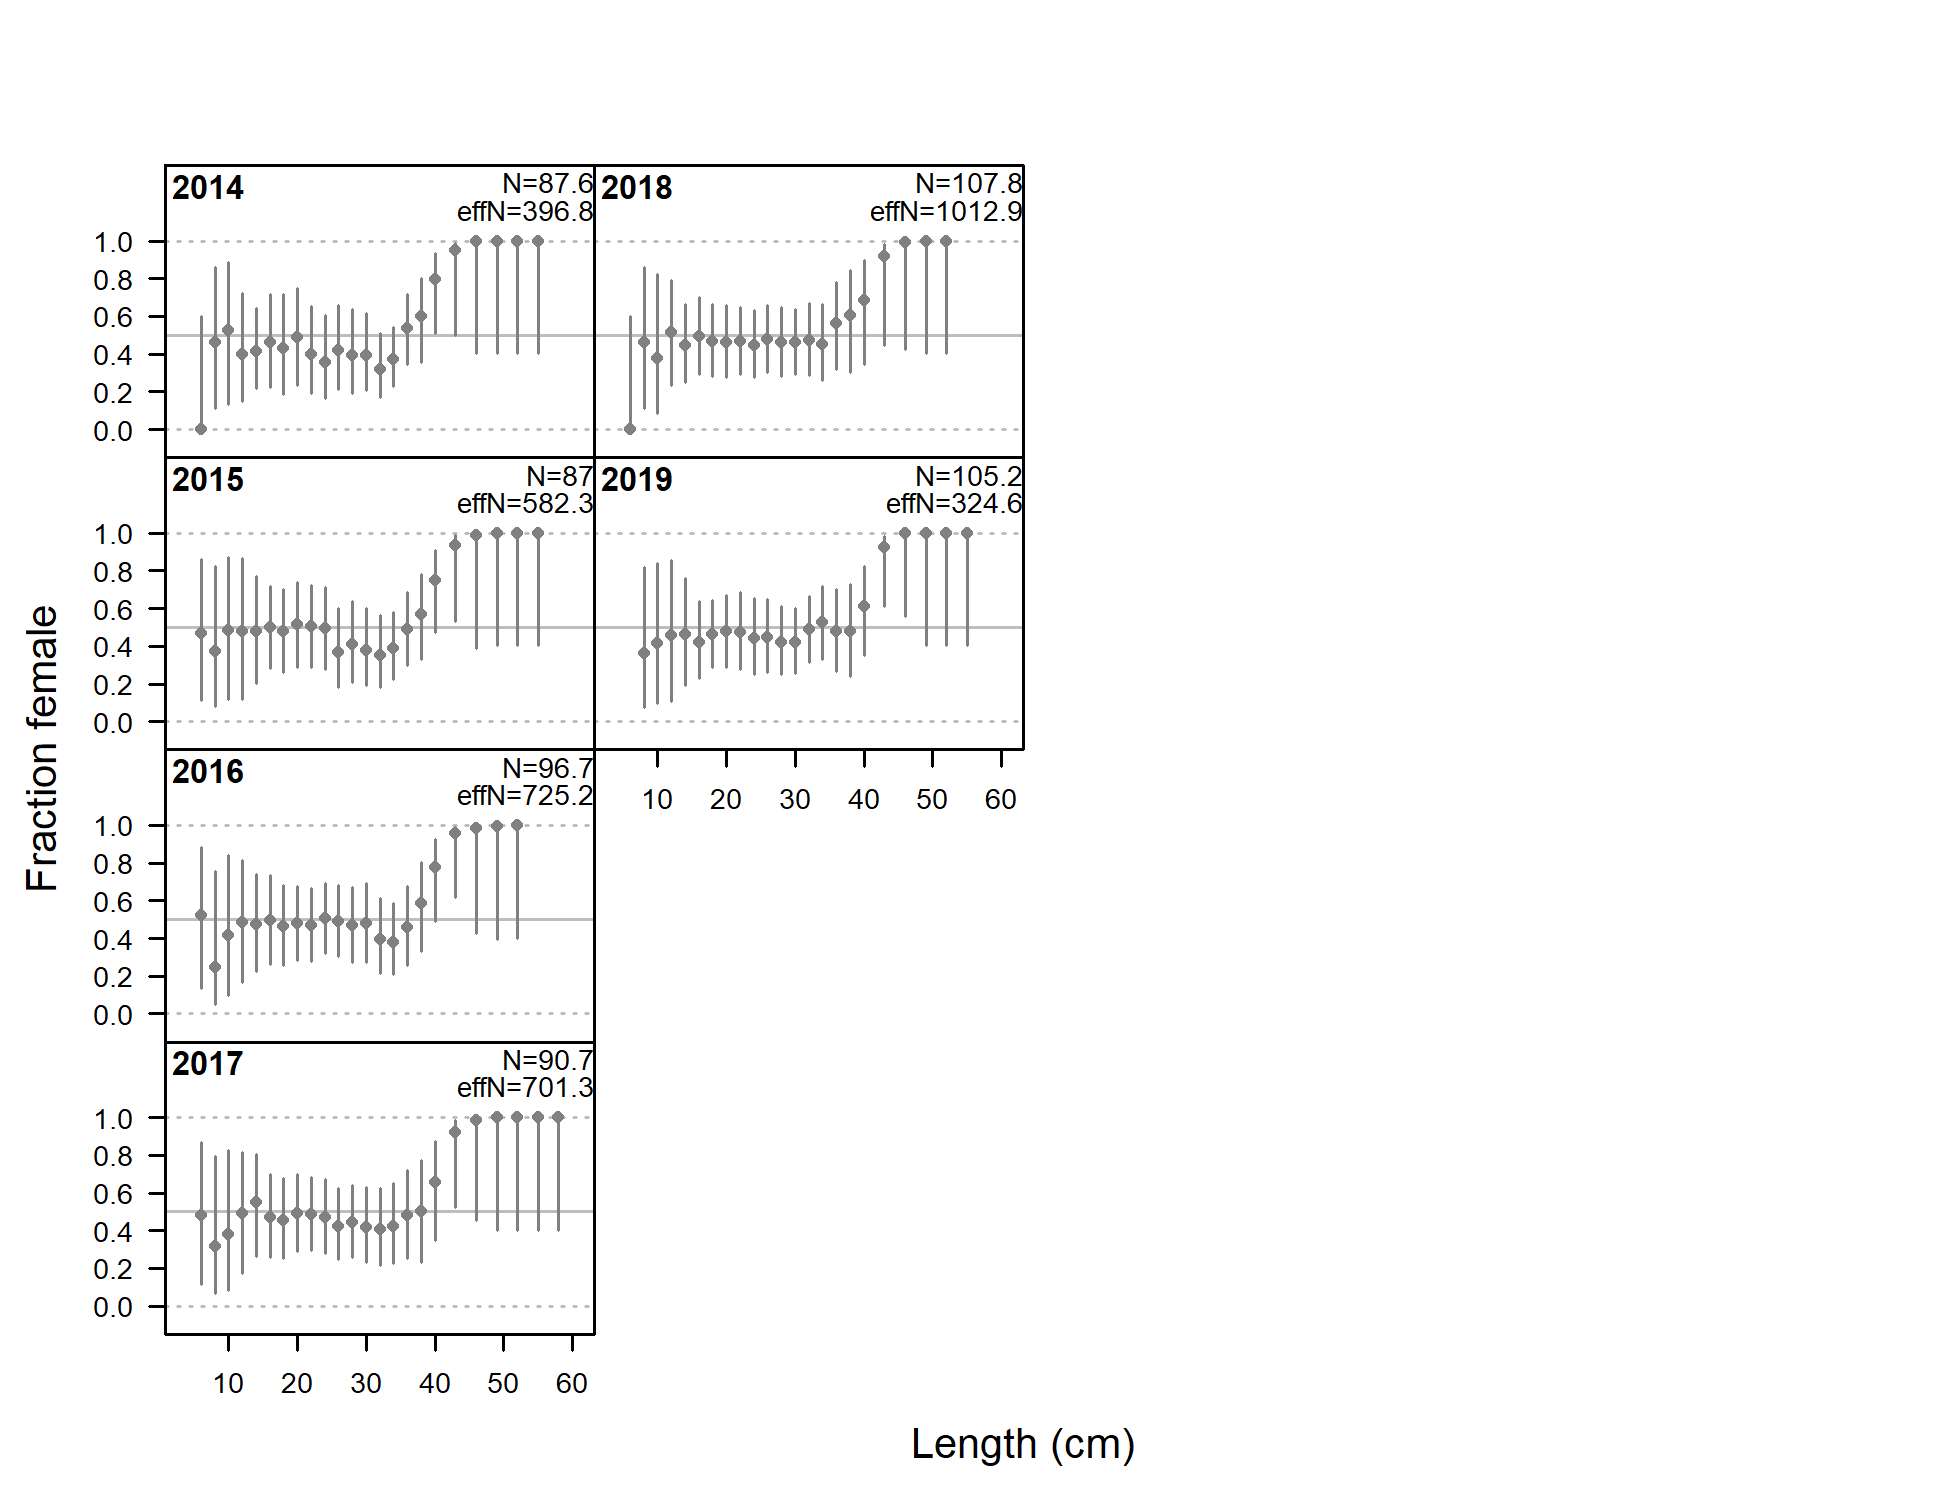 2014
N=87.6
effN=396.8
1.0
0.8
0.6
0.4
0.2
0.0
2018
N=107.8
effN=1012.9
2015
N=87
effN=582.3
1.0
0.8
0.6
0.4
0.2
0.0
2019
N=105.2
effN=324.6
10 20 30 40 50 60
2016
N=96.7
effN=725.2
1.0
0.8
0.6
0.4
0.2
0.0
2017
N=90.7
effN=701.3
1.0
0.8
0.6
0.4
0.2
0.0
10 20 30 40 50 60
Fraction female
Length (cm)